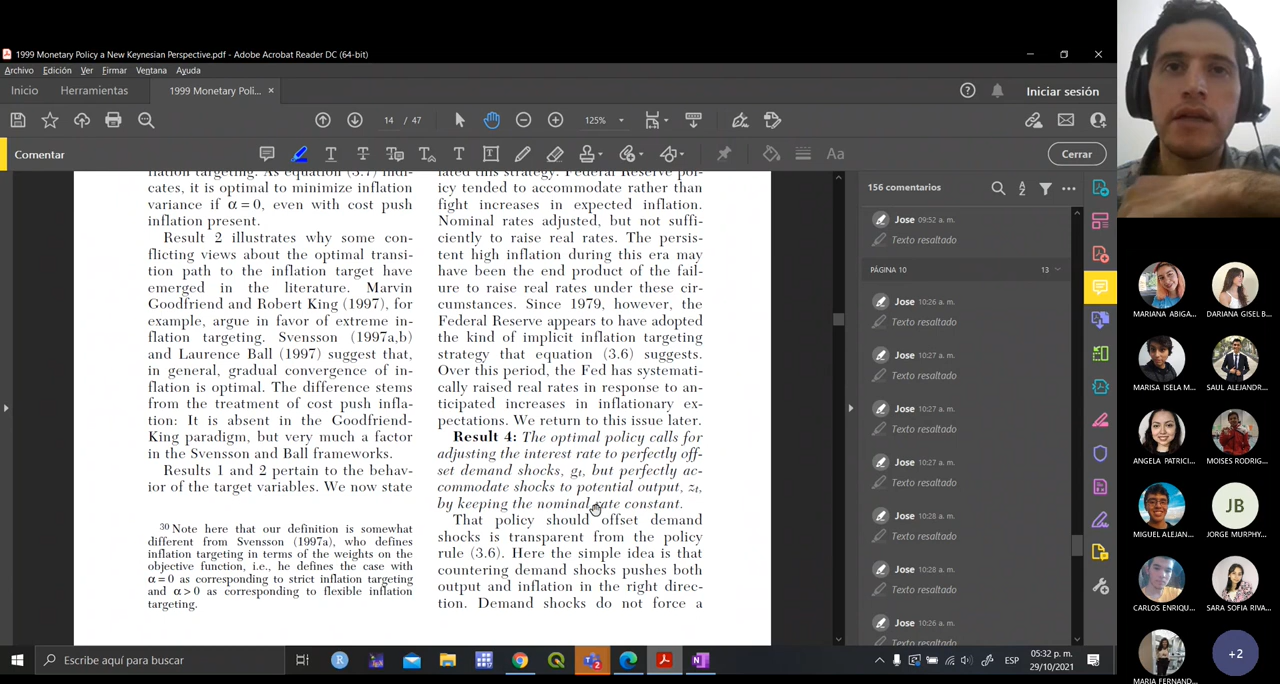 1999 Monetary Policy a New Keynesian Perspective.pdf - Adobe Acrobat Reader DC (64-bit)
Archivo Edición Ver Firmar Ventana Ayuda
Inicio
Herramientas
1999 Monetary Poli... ×
Iniciar sesión
14 / 47
125%
Comentar
Cerrar
flation targeting. As equation (3.7) indi-
cates, it is optimal to minimize inflation
variance if α = 0, even with cost push
inflation present.
Result 2 illustrates why some con-
flicting views about the optimal transi-
tion path to the inflation target have
emerged in the literature. Marvin
Goodfriend and Robert King (1997), for
example, argue in favor of extreme in-
flation targeting. Svensson (1997a,b)
and Laurence Ball (1997) suggest that,
in general, gradual convergence of in-
flation is optimal. The difference stems
from the treatment of cost push infla-
tion: It is absent in the Goodfriend-
King paradigm, but very much a factor
in the Svensson and Ball frameworks.
Results 1 and 2 pertain to the behav-
ior of the target variables. We now state
30 Note here that our definition is somewhat
different from Svensson (1997a), who defines
inflation targeting in terms of the weights on the
objective function, i.e., he defines the case with
α = 0 as corresponding to strict inflation targeting
and α > 0 as corresponding to flexible inflation
targeting.
lated this strategy. Federal Reserve pol-
icy tended to accommodate rather than
fight increases in expected inflation.
Nominal rates adjusted, but not suffi-
ciently to raise real rates. The persis-
tent high inflation during this era may
have been the end product of the fail-
ure to raise real rates under these cir-
cumstances. Since 1979, however, the
Federal Reserve appears to have adopted
the kind of implicit inflation targeting
strategy that equation (3.6) suggests.
Over this period, the Fed has systemati-
cally raised real rates in response to an-
ticipated increases in inflationary ex-
pectations. We return to this issue later.
Result 4: The optimal policy calls for
adjusting the interest rate to perfectly off-
set demand shocks, gt, but perfectly ac-
commodate shocks to potential output, zt,
by keeping the nominal rate constant.
That policy should offset demand
shocks is transparent from the policy
rule (3.6). Here the simple idea is that
countering demand shocks pushes both
output and inflation in the right direc-
tion. Demand shocks do not force a
156 comentarios
Jose 09:52 a. m.
Texto resaltado
PÁGINA 10
13
Jose 10:26 a. m.
Texto resaltado
Jose 10:27 a. m.
Texto resaltado
Jose 10:27 a. m.
Texto resaltado
Jose 10:27 a. m.
Texto resaltado
Jose 10:28 a. m.
Texto resaltado
Jose 10:28 a. m.
Texto resaltado
Jose 10:26 a. m.
Texto resaltado
MARIANA ABIGA...
DARIANA GISEL B...
MARISA ISELA M...
SAUL ALEJANDR...
ANGELA PATRICI...
MOISES RODRIG...
MIGUEL ALEJAN...
JB
JORGE MURPHY...
CARLOS ENRIQU...
SARA SOFIA RIVA...
MARIA FERNAND...
+2
Escribe aquí para buscar
ESP
05:32 p. m.
29/10/2021